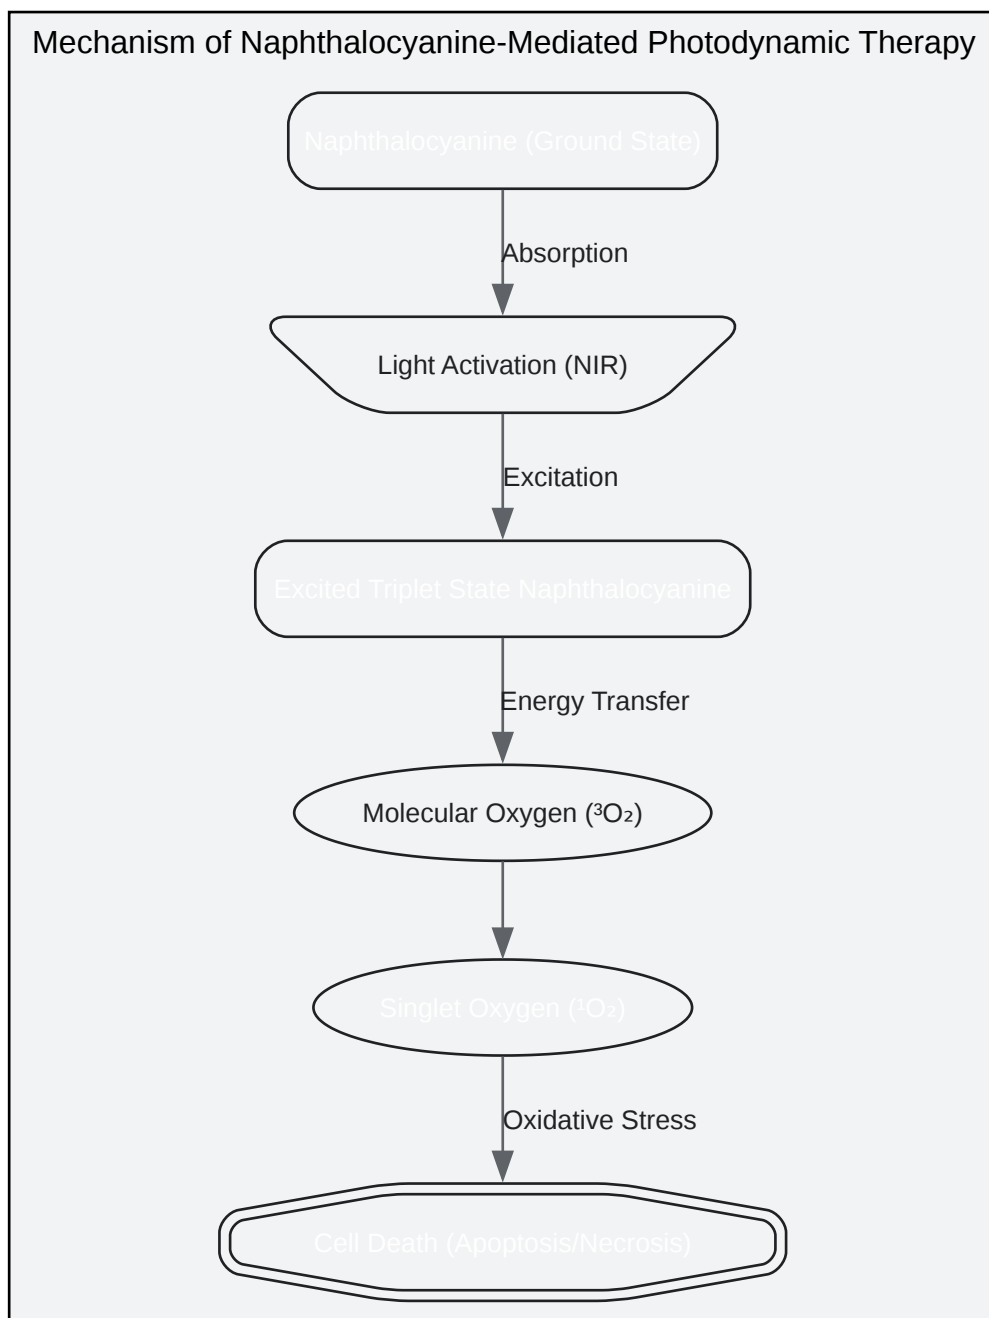 Mechanism of Naphthalocyanine-Mediated Photodynamic Therapy
Naphthalocyanine (Ground State)
Absorption
Light Activation (NIR)
Excitation
Excited Triplet State Naphthalocyanine
Energy Transfer
Molecular Oxygen (³O₂)
Singlet Oxygen (¹O₂)
Oxidative Stress
Cell Death (Apoptosis/Necrosis)